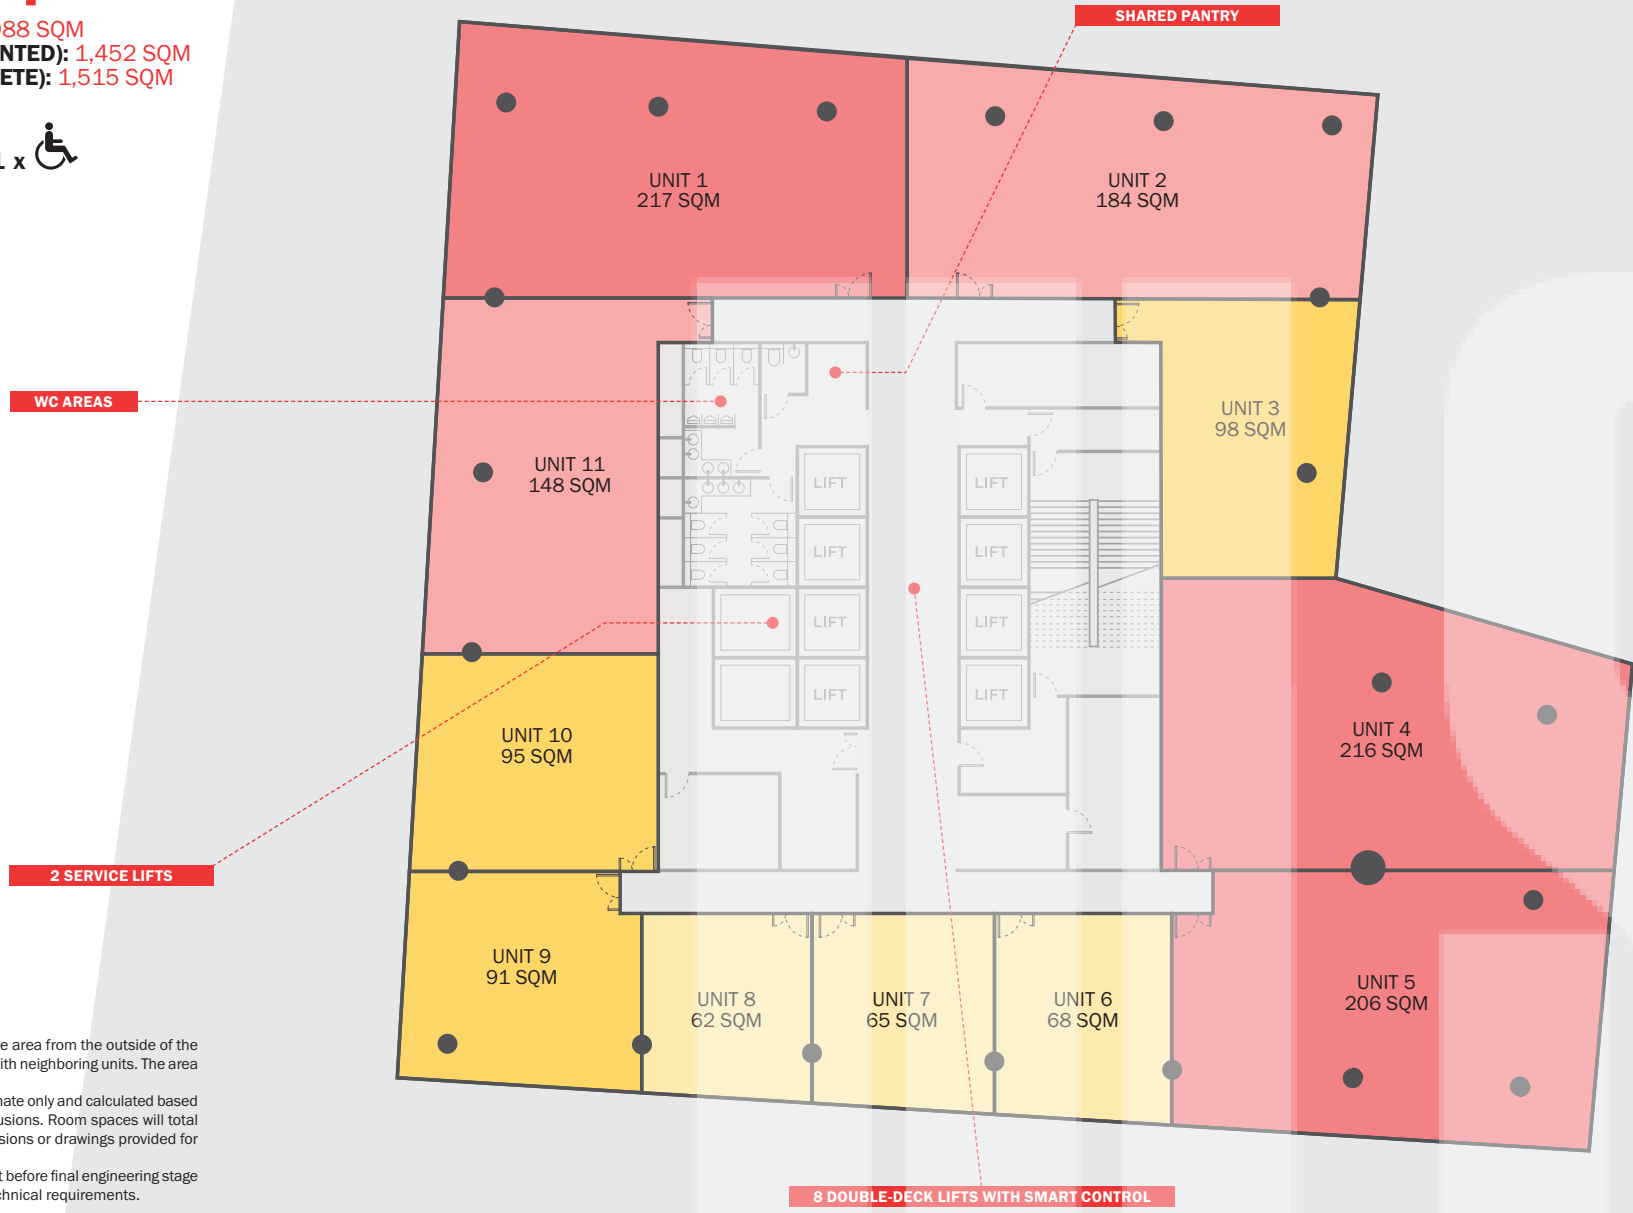 88 SQM
NTED): 1,452 SQM
ETE): 1,515 SQM
1 x
SHARED PANTRY
UNIT 1
217 SQM
UNIT 2
184 SQM
WC AREAS
UNIT 3
98 SQM
UNIT 11
148 SQM
LIFT
LIFT
LIFT
LIFT
LIFT
LIFT
LIFT
LIFT
UNIT 10
95 SQM
UNIT 4
216 SQM
2 SERVICE LIFTS
UNIT 9
91 SQM
UNIT 8
62 SQM
UNIT 7
65 SQM
UNIT 6
68 SQM
UNIT 5
206 SQM
e area from the outside of the
ith neighboring units. The area
nate only and calculated based
usions. Room spaces will total
sions or drawings provided for
t before final engineering stage
chnical requirements.
8 DOUBLE-DECK LIFTS WITH SMART CONTROL